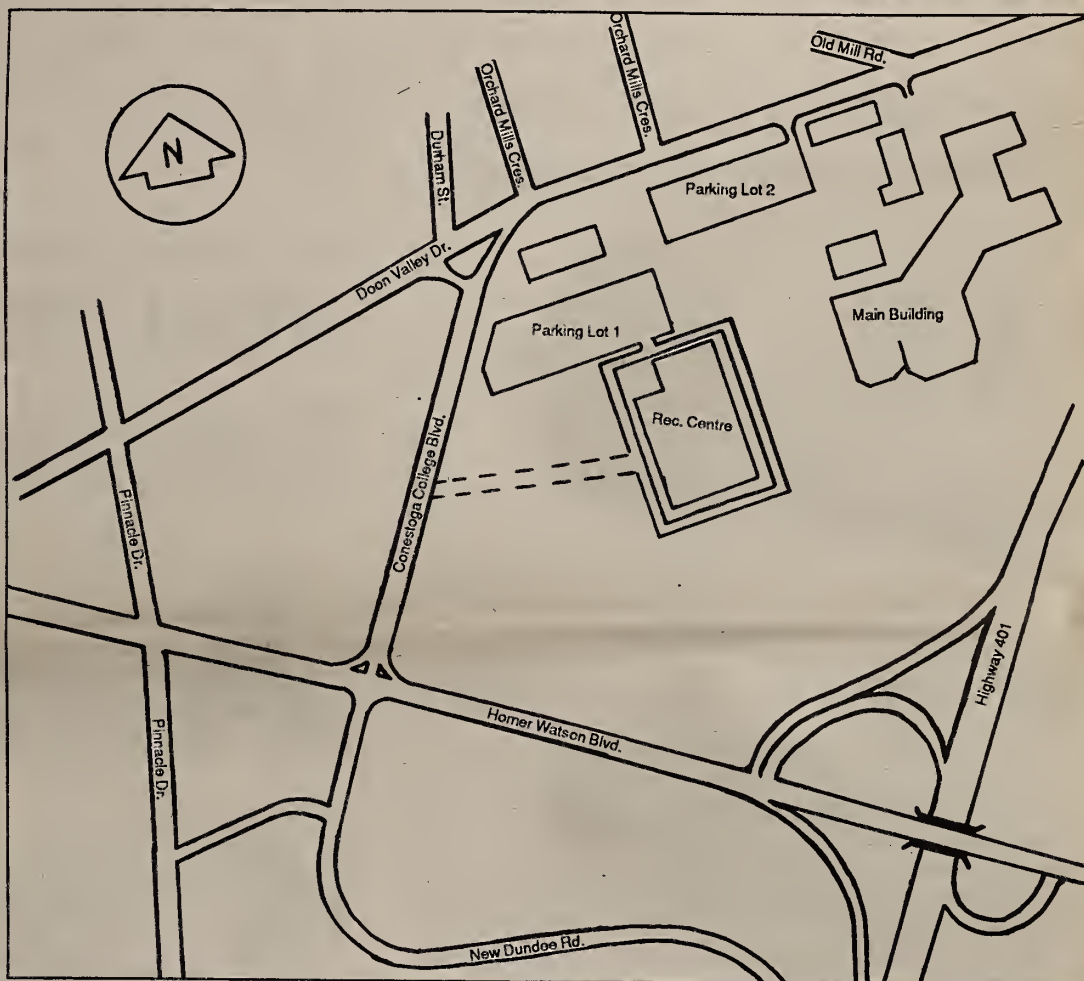 Orchard Mills Cres.
Old Mill Rd.
Orchard Mills Cres.
Durham St.
N
Parking Lot 2
Doon Valley Dr.
Parking Lot 1
Main Building
Rec. Centre
Conestoga College Blvd.
Pinnacle Dr.
Highway 401
Homer Watson Blvd.
Pinnacle Dr.
New Dundee Rd.